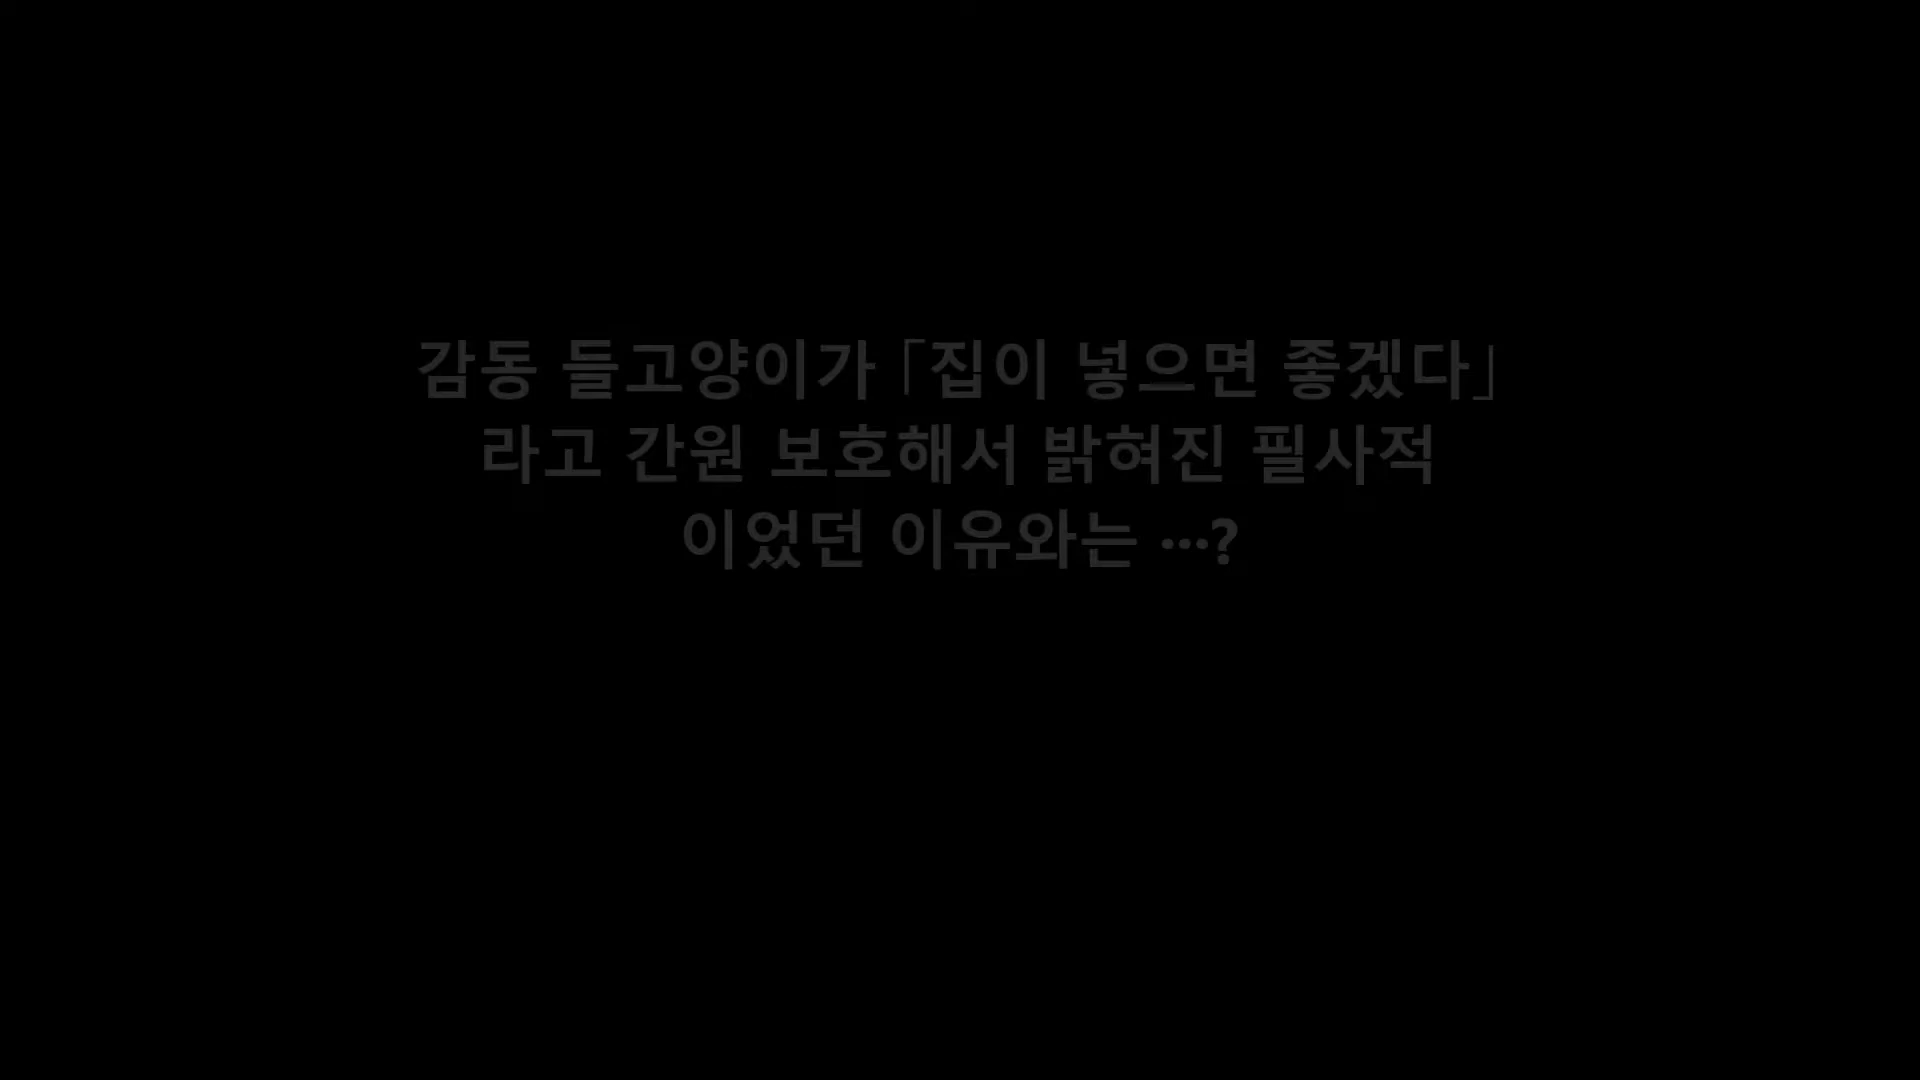 감동 들고양이가 「집이 넣으면 좋겠다」
라고 간원 보호해서 밝혀진 필사적
이었던 이유와는 …?